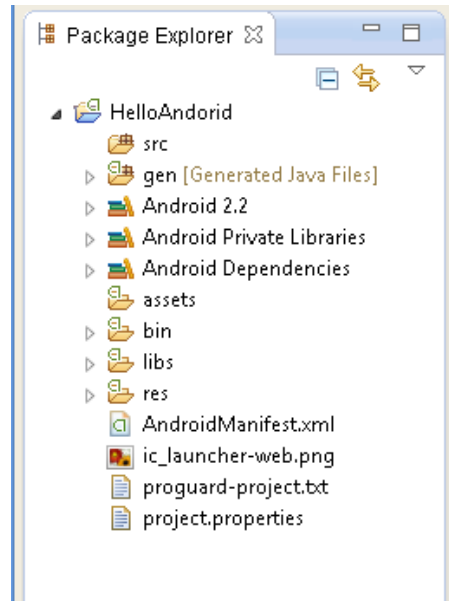 Package Explorer
HelloAndorid
src
gen [Generated Java Files]
Android 2.2
Android Private Libraries
Android Dependencies
assets
bin
libs
res
AndroidManifest.xml
ic_launcher-web.png
proguard-project.txt
project.properties